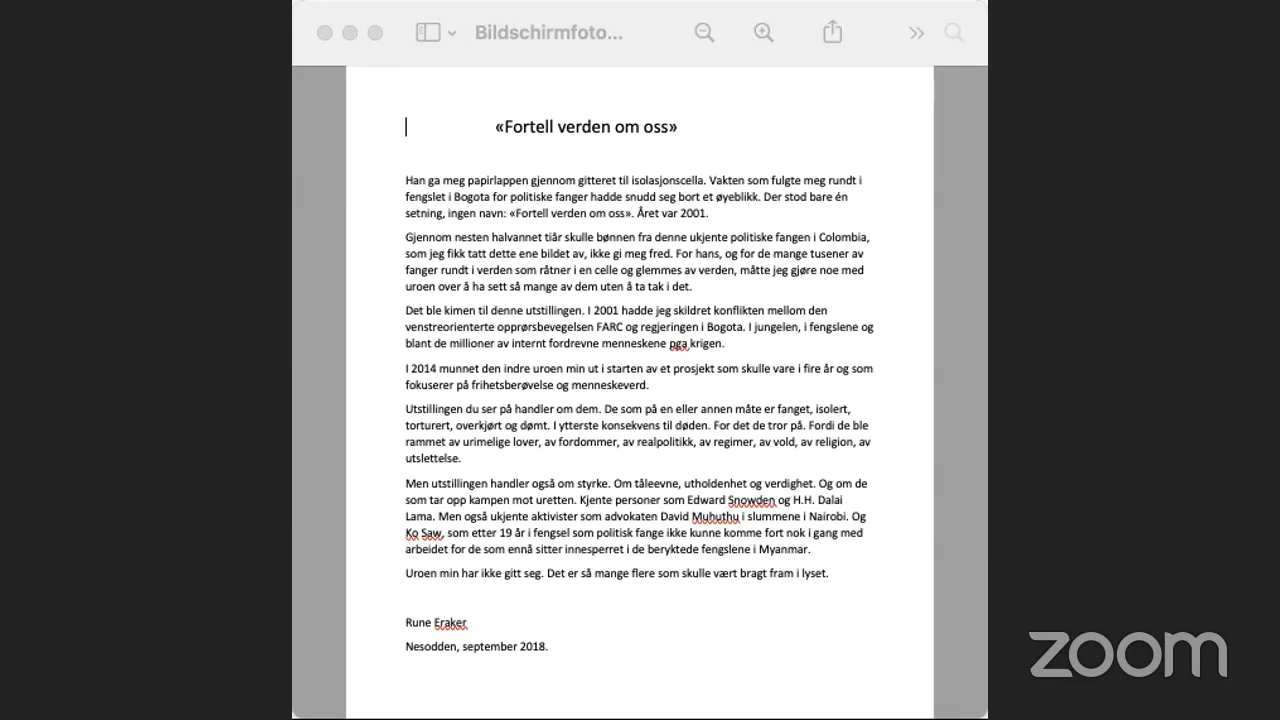 Bildschirmfoto...
«Fortell verden om oss»
Han ga meg papirlappen gjennom gitteret til isolasjonscella. Vakten som fulgte meg rundt i
fengslet i Bogota for politiske fanger hadde snudd seg bort et øyeblikk. Der stod bare én
setning, ingen navn: «Fortell verden om oss». Året var 2001.
Gjennom nesten halvannet tiår skulle bønnen fra denne ukjente politiske fangen i Colombia,
som jeg fikk tatt dette ene bildet av, ikke gi meg fred. For hans, og for de mange tusener av
fanger rundt i verden som råtner i en celle og glemmes av verden, måtte jeg gjøre noe med
uroen over å ha sett så mange av dem uten å ta tak i det.
Det ble kimen til denne utstillingen. I 2001 hadde jeg skildret konflikten mellom den
venstreorienterte opprørsbevegelsen FARC og regjeringen i Bogota. I jungelen, i fengslene og
blant de millioner av internt fordrevne menneskene pga krigen.
I 2014 munnet den indre uroen min ut i starten av et prosjekt som skulle vare i fire år og som
fokuserer på frihetsberøvelse og menneskeverd.
Utstillingen du ser på handler om dem. De som på en eller annen måte er fanget, isolert,
torturert, overkjørt og dømt. I ytterste konsekvens til døden. For det de tror på. Fordi de ble
rammet av urimelige lover, av fordommer, av realpolitikk, av regimer, av vold, av religion, av
utslettelse.
Men utstillingen handler også om styrke. Om tåleevne, utholdenhet og verdighet. Og om de
som tar opp kampen mot uretten. Kjente personer som Edward Snowden og H.H. Dalai
Lama. Men også ukjente aktivister som advokaten David Muhuthu i slummene i Nairobi. Og
Ko Saw, som etter 19 år i fengsel som politisk fange ikke kunne komme fort nok i gang med
arbeidet for de som ennå sitter innesperret i de beryktede fengslene i Myanmar.
Uroen min har ikke gitt seg. Det er så mange flere som skulle vært bragt fram i lyset.
Rune Eraker
Nesodden, september 2018.
zoom